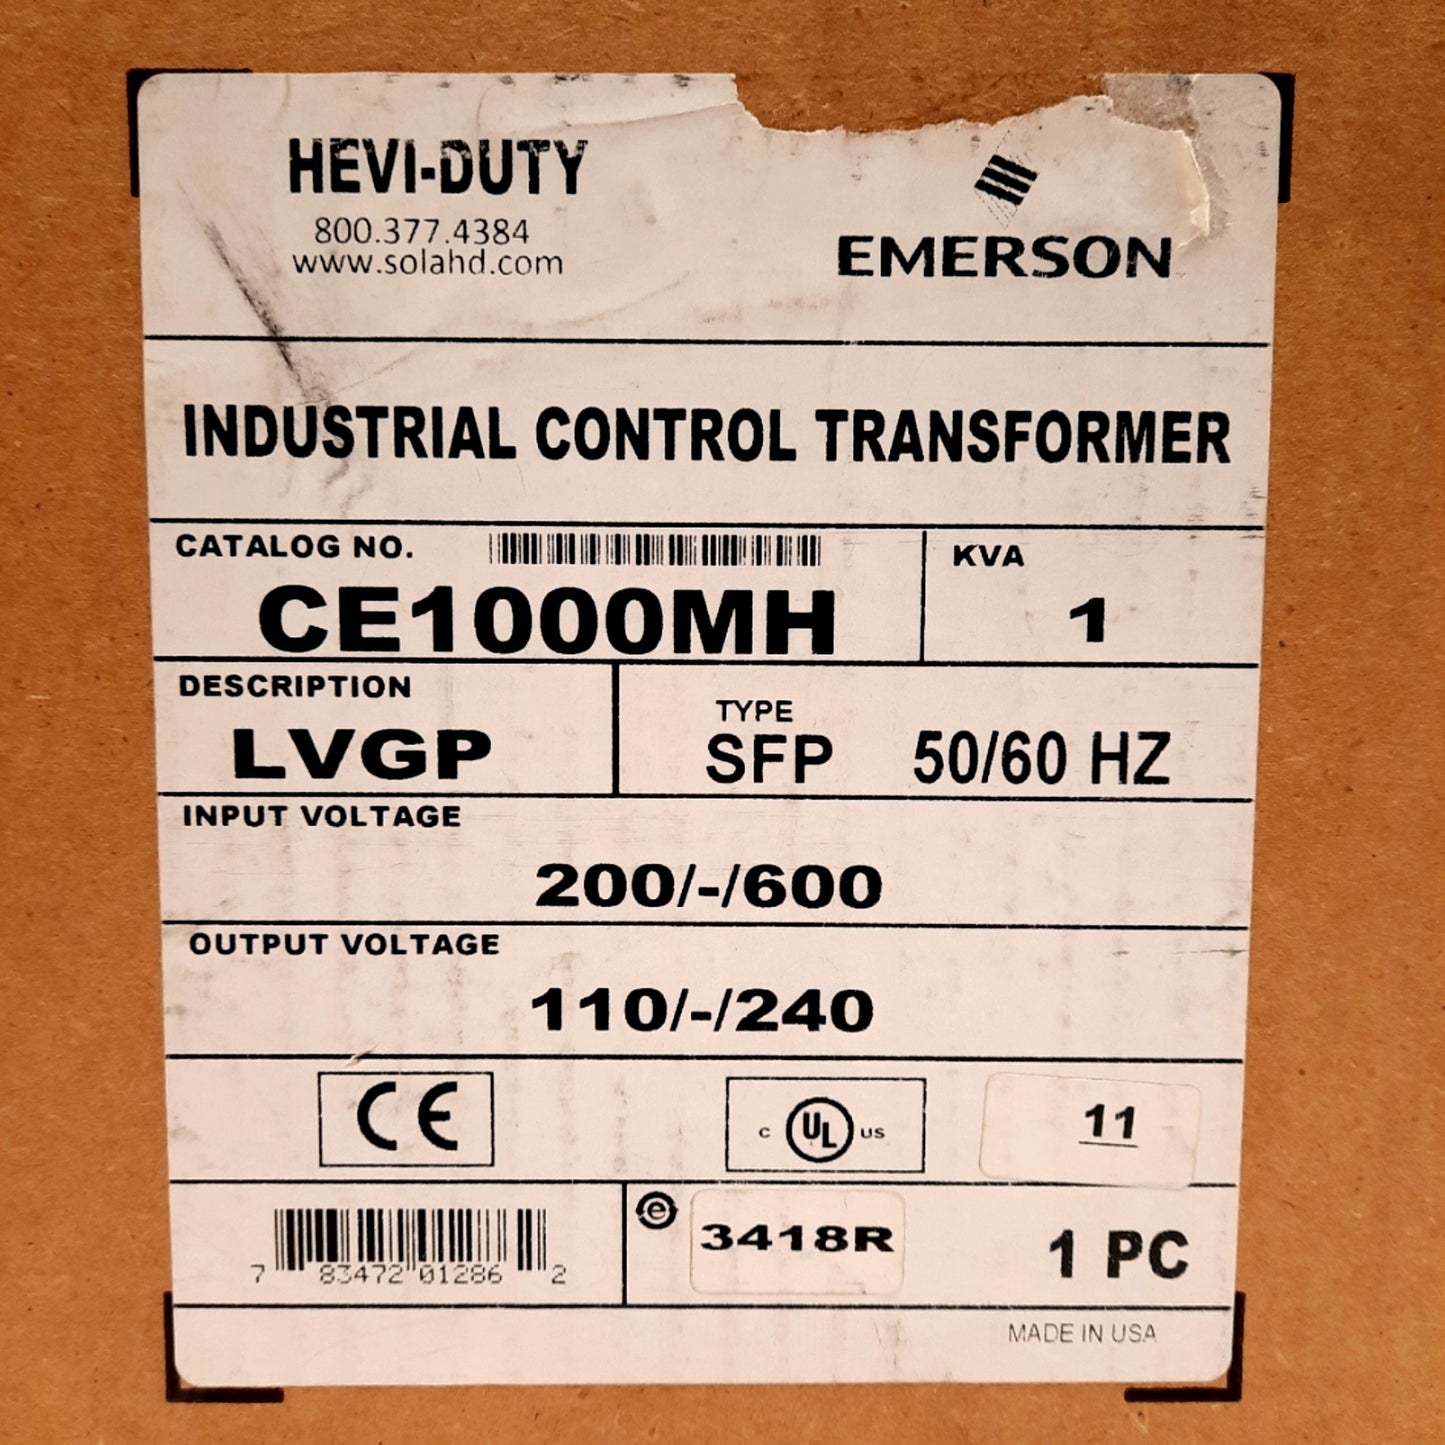 HEVI-DUTY
800.377.4384
www.solahd.com
EMERSON
INDUSTRIAL CONTROL TRANSFORMER
CATALOG NO.
CE1000MH
KVA
1
DESCRIPTION
LVGP
TYPE
SFP
50/60 HZ
INPUT VOLTAGE
200/-/600
OUTPUT VOLTAGE
110/-/240
CE
C UL US
11
7 83472 01286 2
e
3418R
1 PC
MADE IN USA